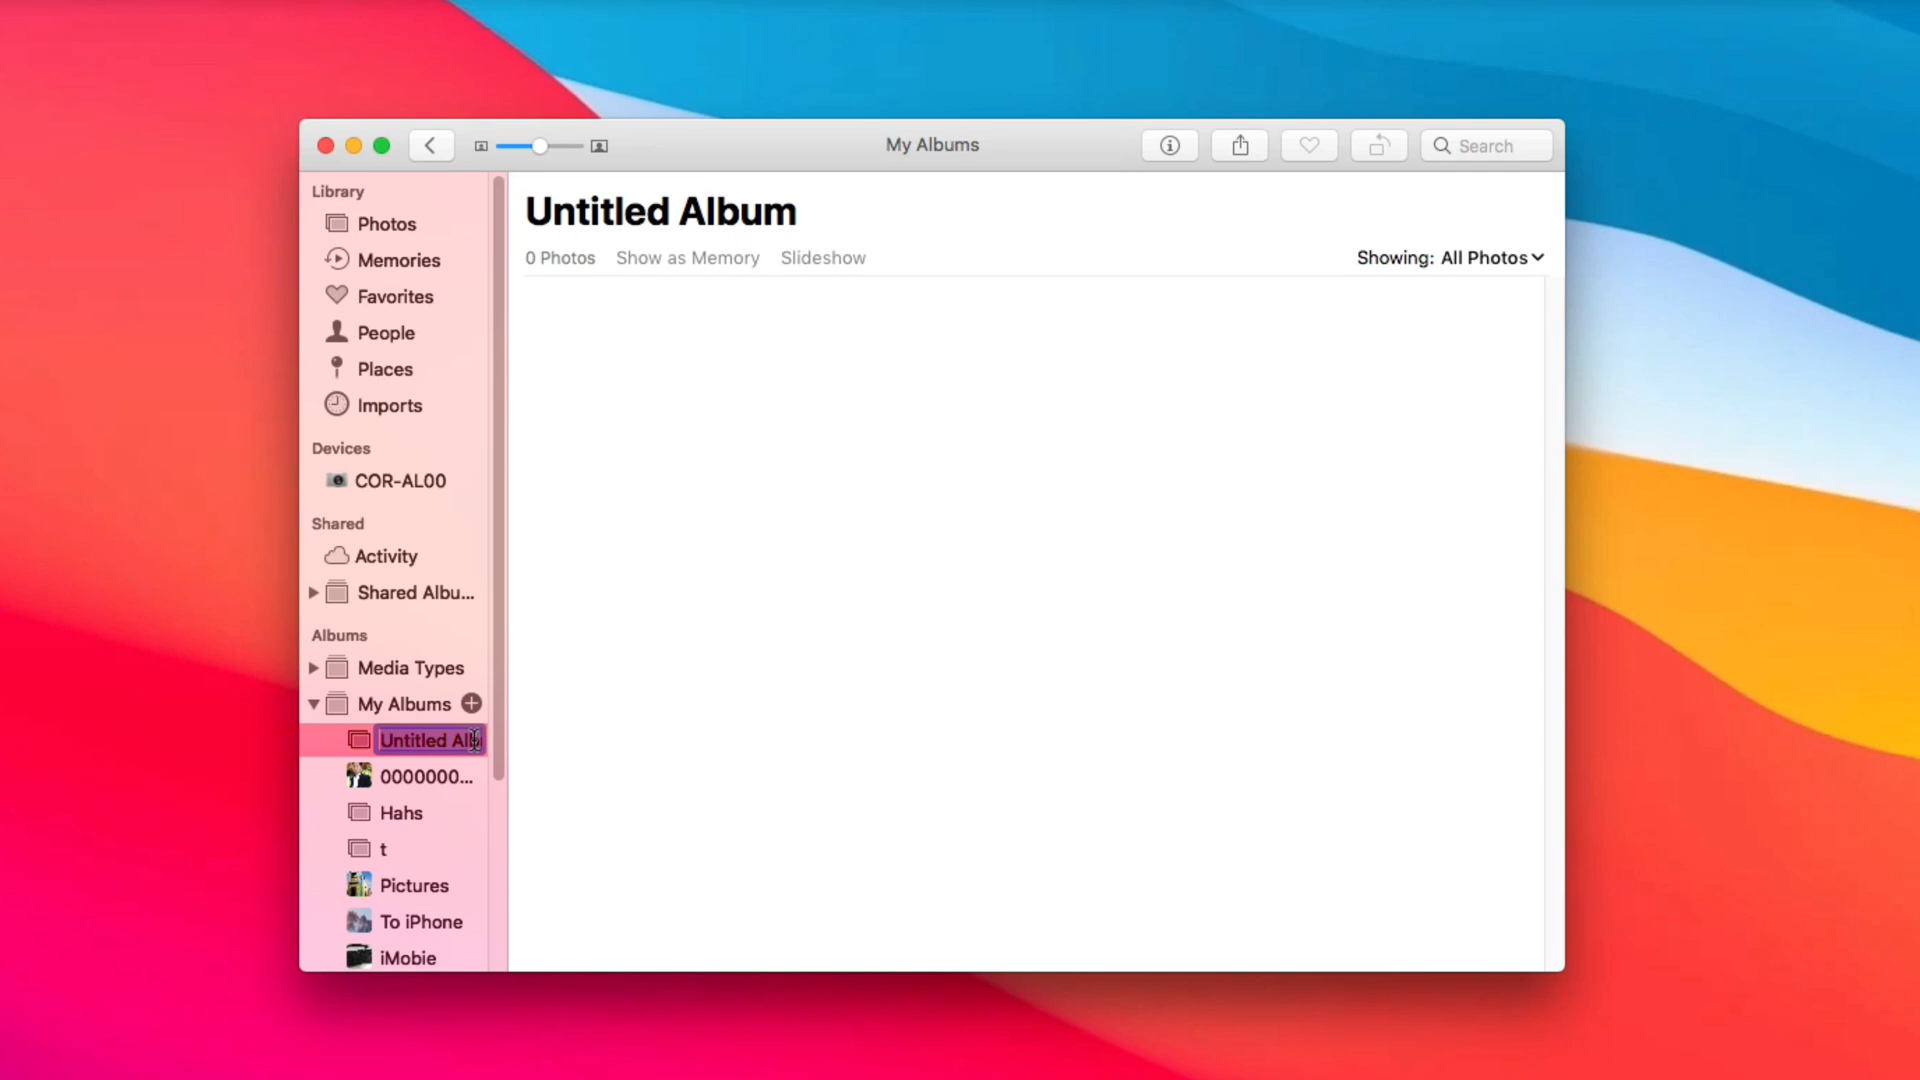 My Albums
Search
Library
Photos
Memories
Favorites
People
Places
Imports
Devices
COR-AL00
Shared
Activity
Shared Albu...
Albums
Media Types
My Albums
Untitled Alb
0000000...
Hahs
t
Pictures
To iPhone
iMobie
Untitled Album
0 Photos Show as Memory Slideshow
Showing: All Photos